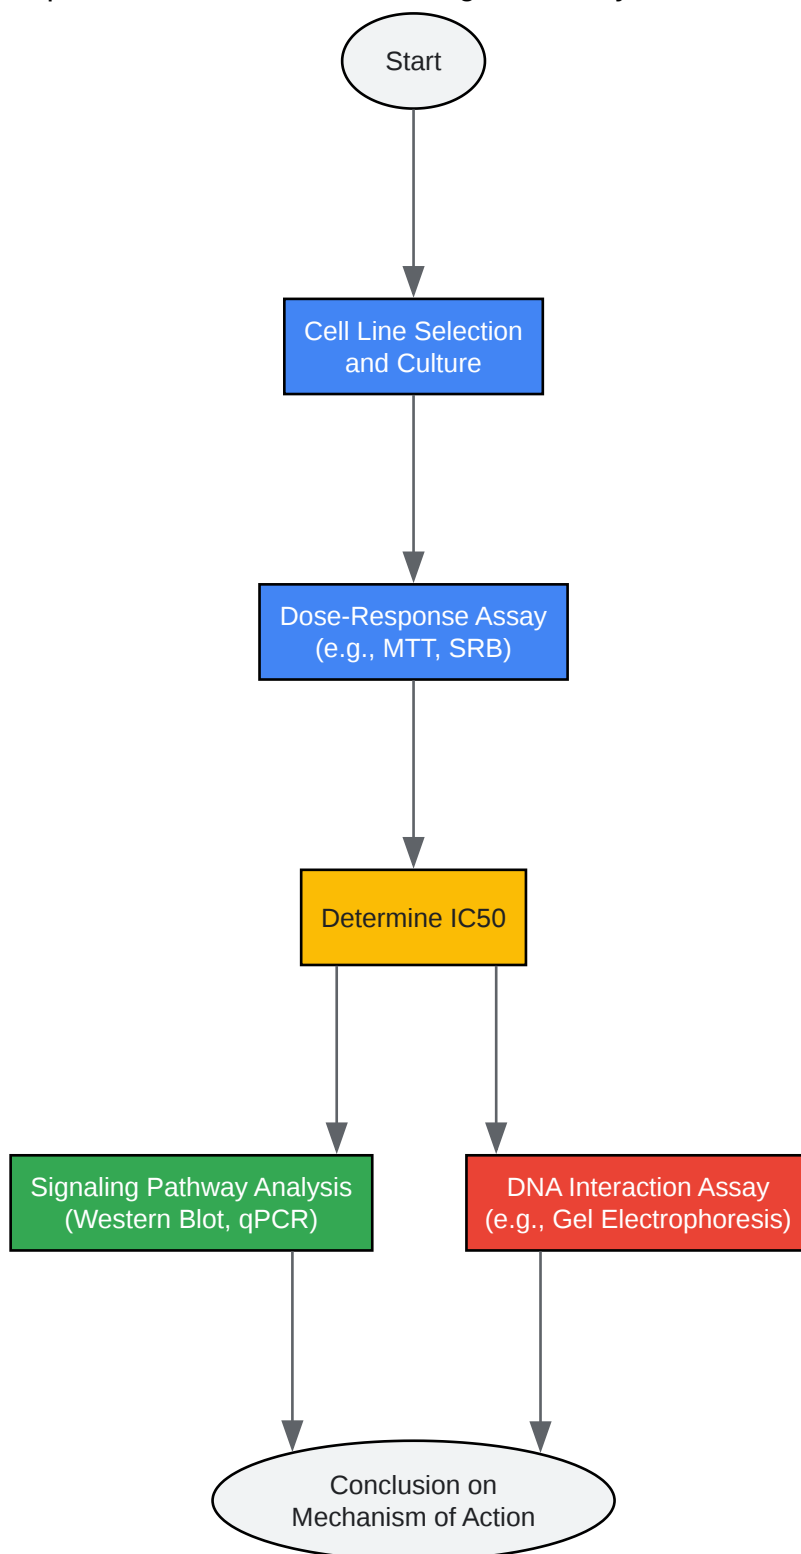 Start
Cell Line Selection
and Culture
Dose-Response Assay
(e.g., MTT, SRB)
Determine IC50
Signaling Pathway Analysis
(Western Blot, qPCR)
DNA Interaction Assay
(e.g., Gel Electrophoresis)
Conclusion on
Mechanism of Action